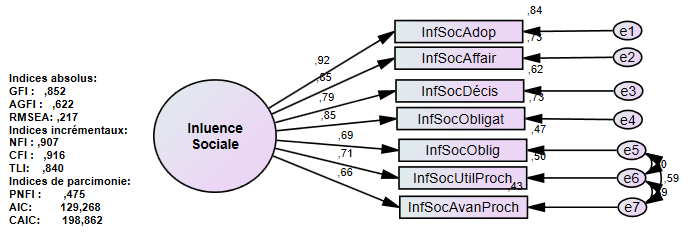 Indices absolus:
GFI : ,852
AGFI : ,622
RMSEA: ,217
Indices incrémentaux:
NFI : ,907
CFI : ,916
TLI: ,840
Indices de parcimonie:
PNFI : ,475
AIC: 129,268
CAIC: 198,862
Inluence
Sociale
,92
,85
,79
,85
,69
,71
,66
,84
InfSocAdop
e1
,73
InfSocAffair
e2
,62
InfSocDécis
e3
,73
InfSocObligat
e4
,47
InfSocOblig
e5
,50
InfSocUtilProch
e6
,43
InfSocAvanProch
e7
,59